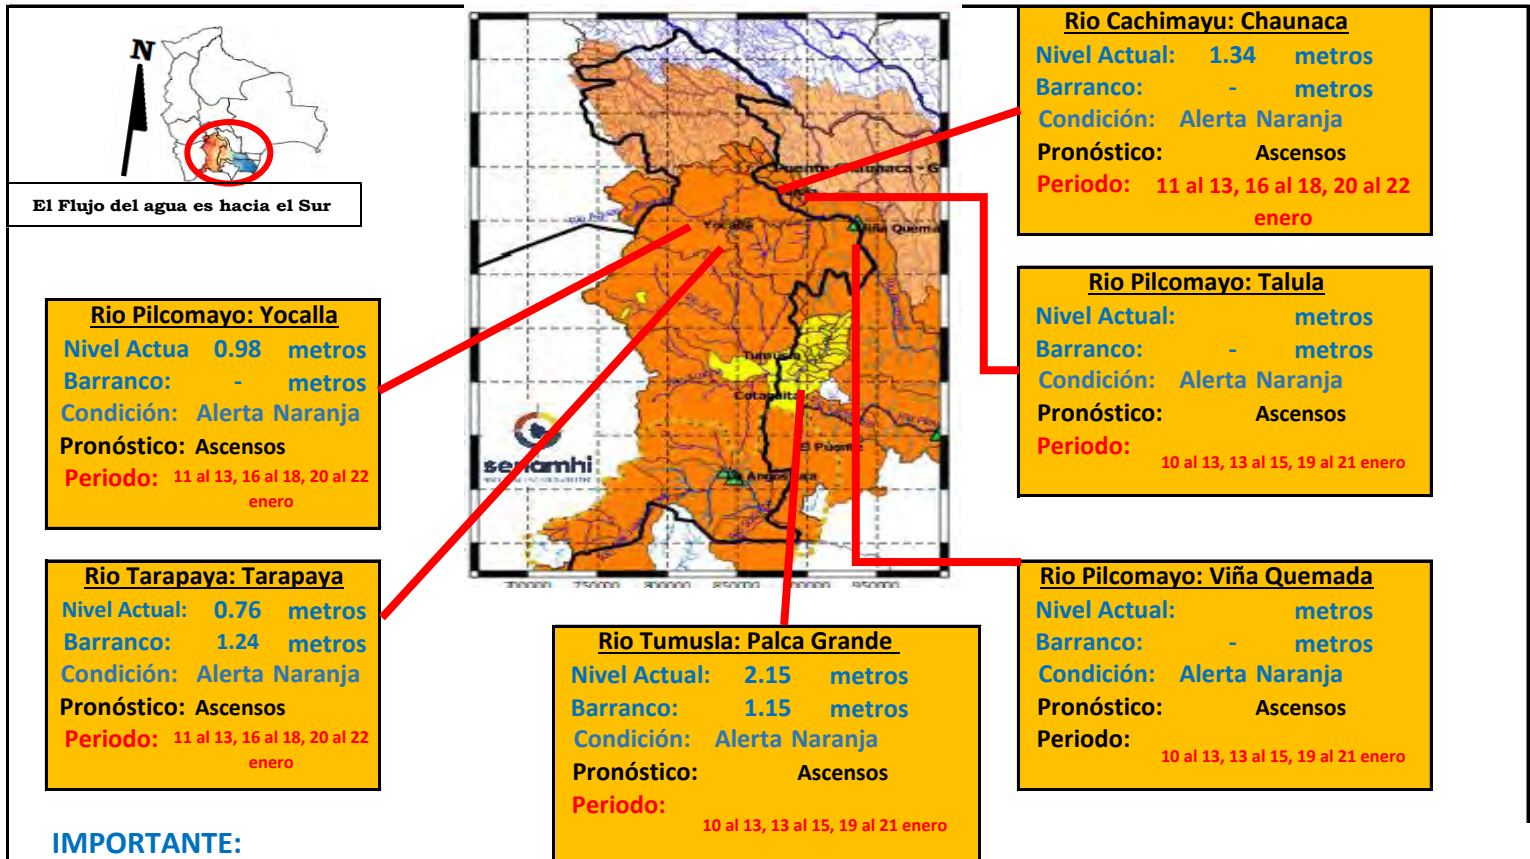 N
El Flujo del agua es hacia el Sur
Rio Pilcomayo: Yocalla
Nivel Actua 0.98 metros
Barranco: - metros
Condición: Alerta Naranja
Pronóstico: Ascensos
Periodo: 11 al 13, 16 al 18, 20 al 22
enero
Rio Tarapaya: Tarapaya
Nivel Actual: 0.76 metros
Barranco: 1.24 metros
Condición: Alerta Naranja
Pronóstico: Ascensos
Periodo: 11 al 13, 16 al 18, 20 al 22
enero
IMPORTANTE:
Yocalla
Viña Quema
Tumusla
Cotagaita
El Puente
Angostura
senamhi
750000
850000
950000
Rio Tumusla: Palca Grande
Nivel Actual: 2.15 metros
Barranco: 1.15 metros
Condición: Alerta Naranja
Pronóstico: Ascensos
Periodo:
10 al 13, 13 al 15, 19 al 21 enero
Rio Cachimayu: Chaunaca
Nivel Actual: 1.34 metros
Barranco: - metros
Condición: Alerta Naranja
Pronóstico: Ascensos
Periodo: 11 al 13, 16 al 18, 20 al 22
enero
Rio Pilcomayo: Talula
Nivel Actual: metros
Barranco: - metros
Condición: Alerta Naranja
Pronóstico: Ascensos
Periodo:
10 al 13, 13 al 15, 19 al 21 enero
Rio Pilcomayo: Viña Quemada
Nivel Actual: metros
Barranco: - metros
Condición: Alerta Naranja
Pronóstico: Ascensos
Periodo:
10 al 13, 13 al 15, 19 al 21 enero